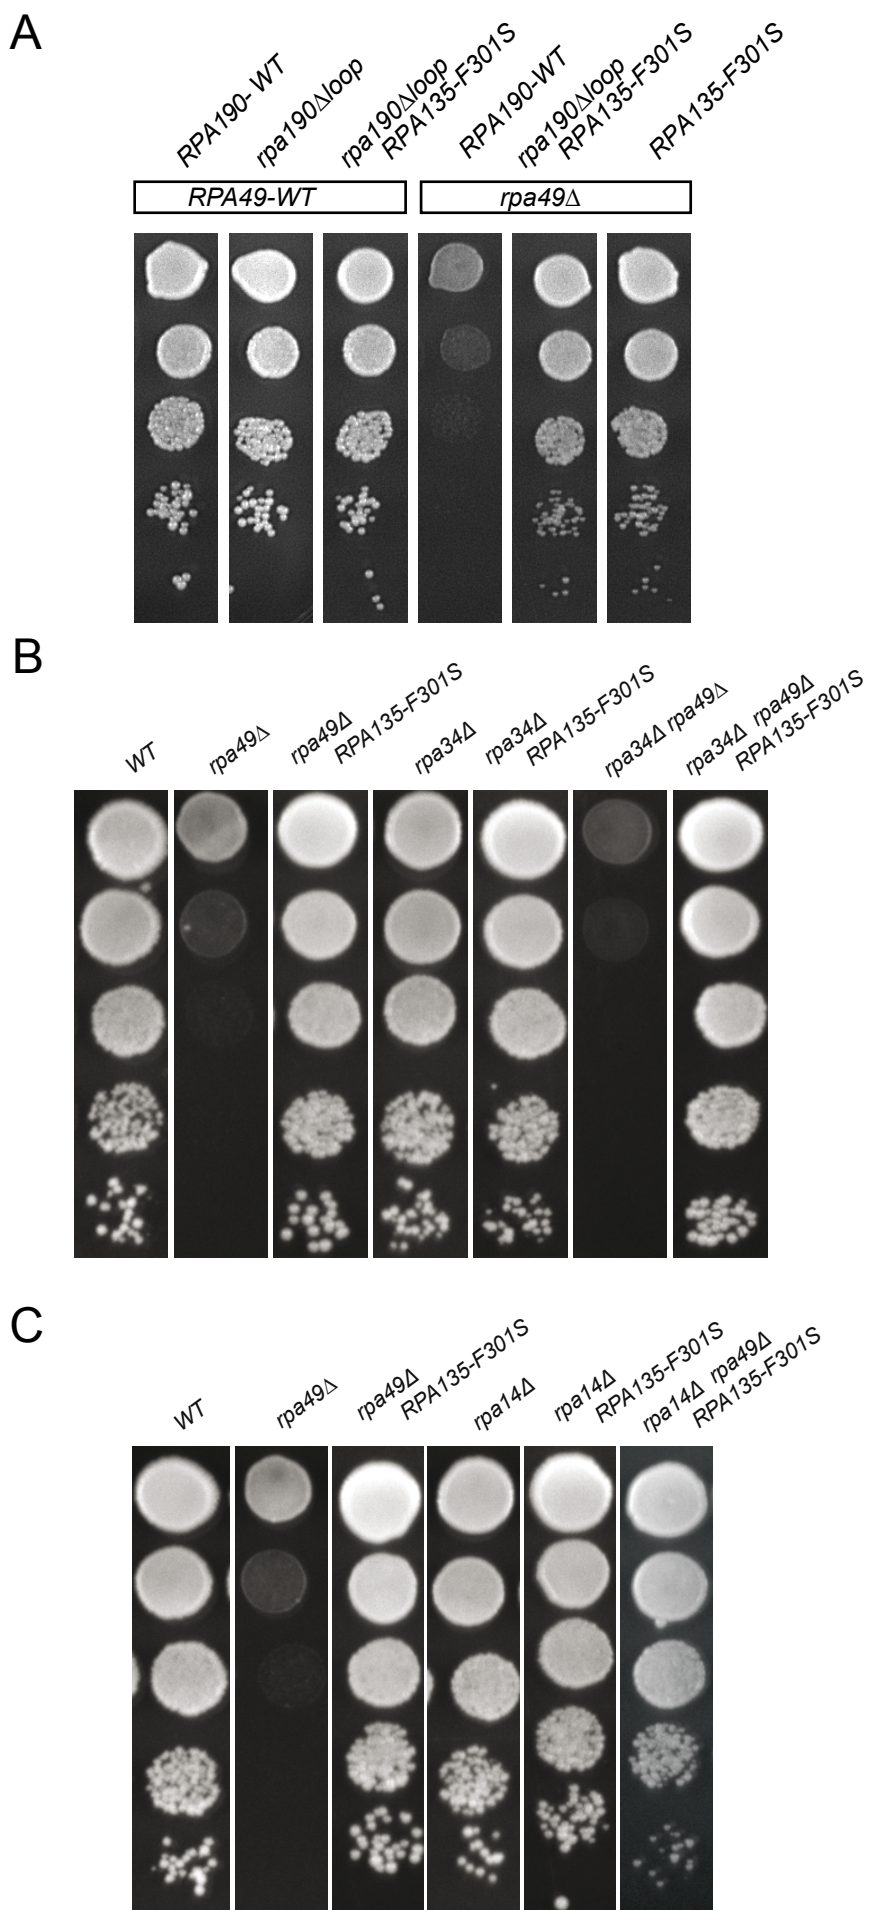 A
RPA190- WT
rpa190Δloop
rpa190Δloop
RPA135-F301S
RPA190-WT
rpa190Δloop
RPA135-F301S
RPA135-F301S
RPA49-WT
rpa49Δ
B
WT
rpa49Δ
rpa49Δ
RPA135-F301S
rpa34Δ
rpa34Δ
RPA135-F301S
rpa34Δ rpa49Δ
rpa34Δ rpa49Δ
RPA135-F301S
C
WT
rpa49Δ
rpa49Δ
RPA135-F301S
rpa14Δ
rpa14Δ
RPA135-F301S
rpa14Δ rpa49Δ
RPA135-F301S